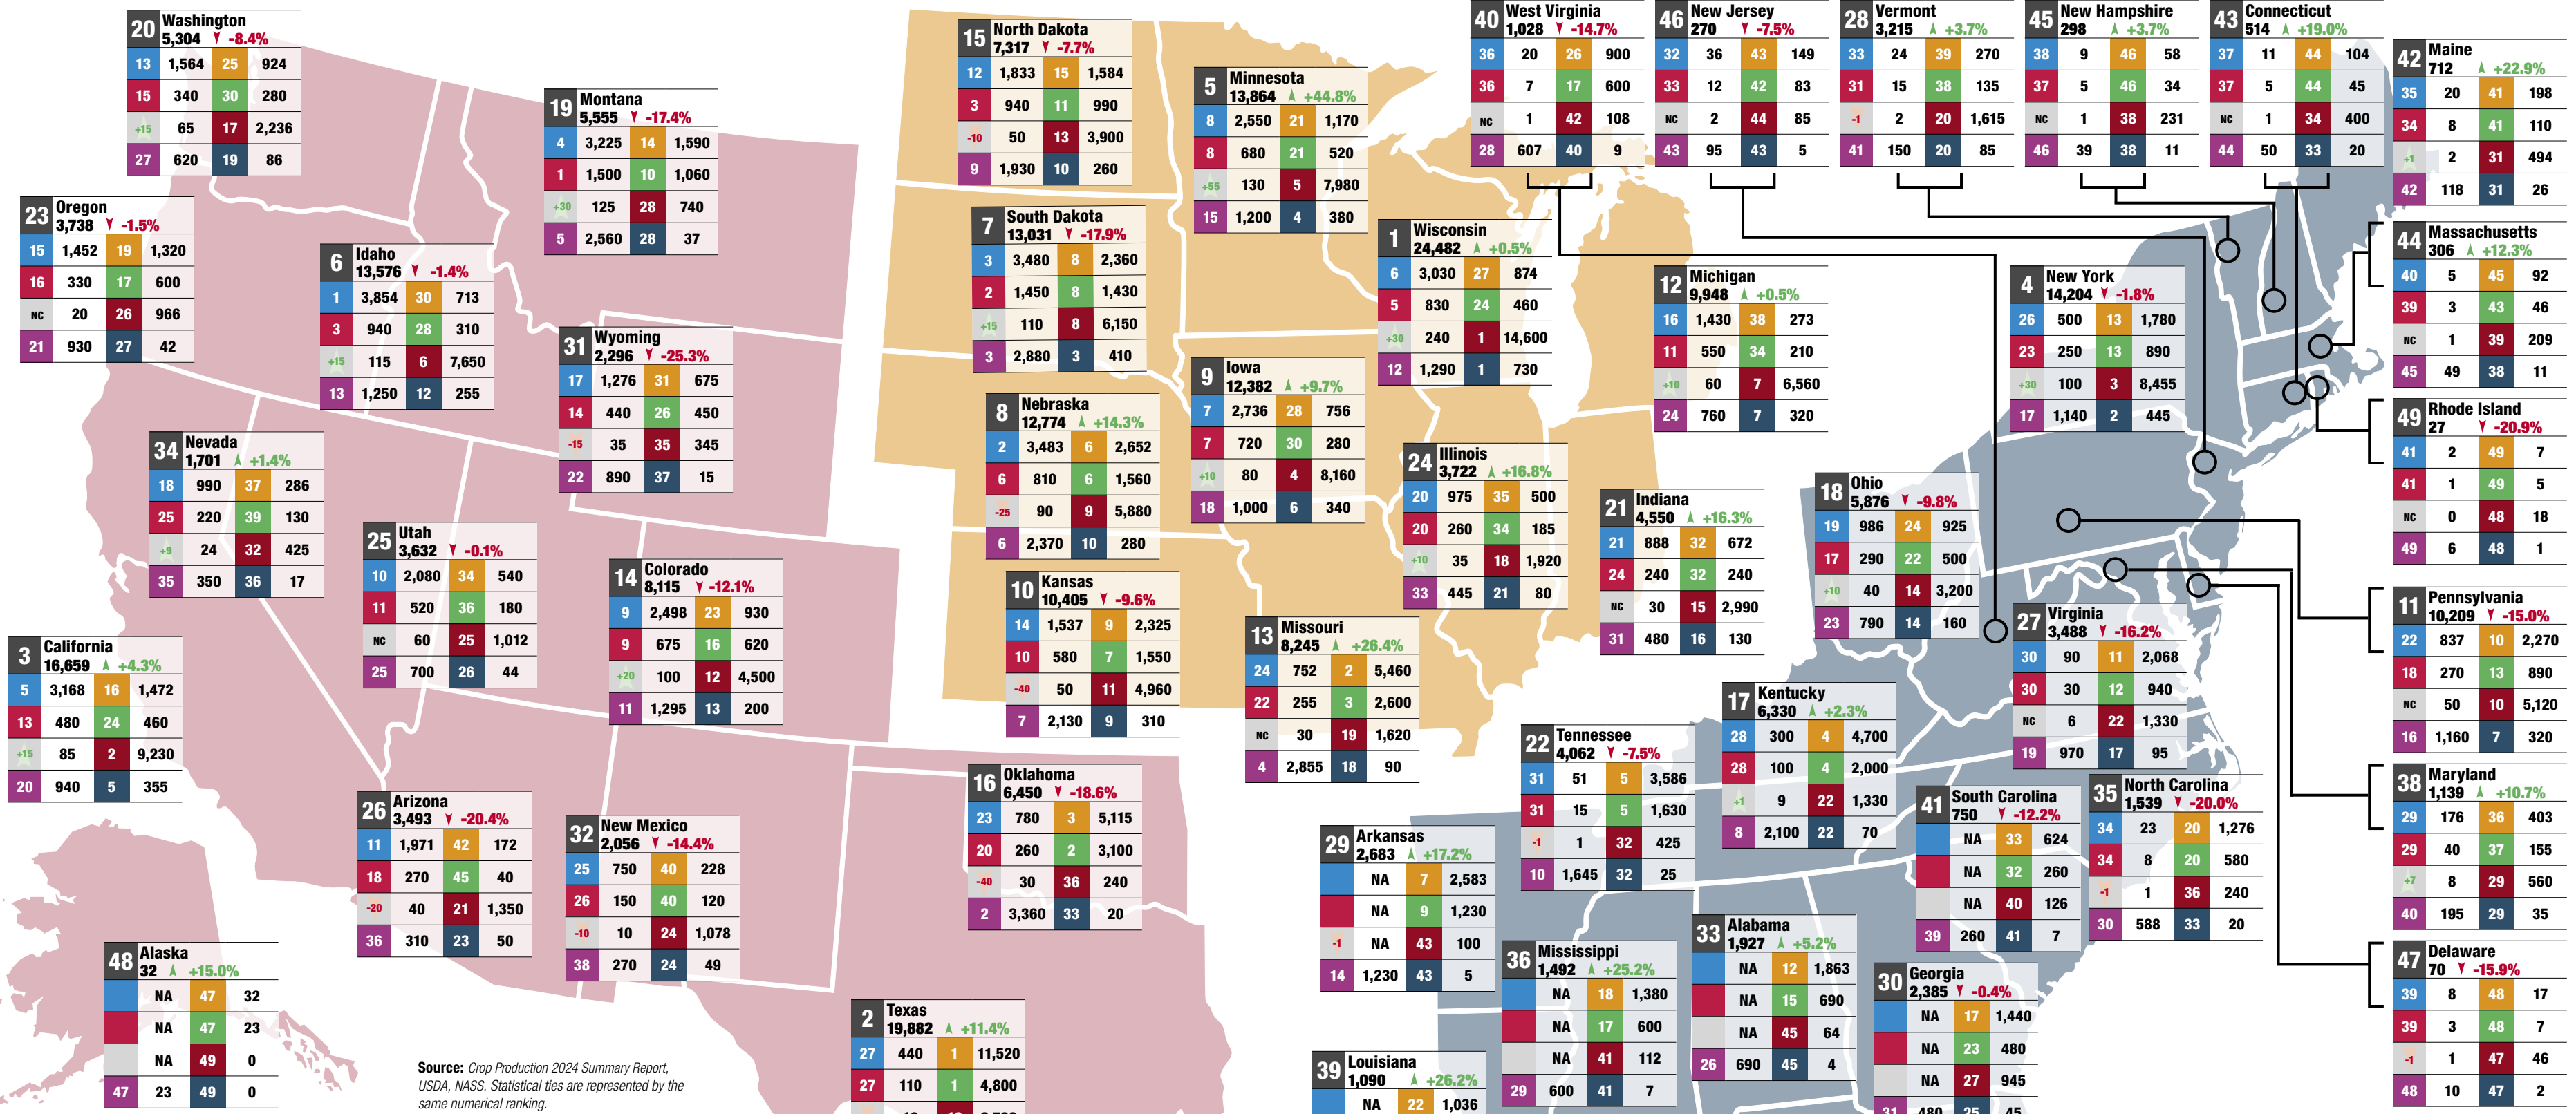 20 Washington
5,304 -8.4%
13 1,564 25 924
15 340 30 280
+15 65 17 2,236
27 620 19 86
23 Oregon
3,738 -1.5%
15 1,452 19 1,320
16 330 17 600
NC 20 26 966
21 930 27 42
6 Idaho
13,576 -1.4%
1 3,854 30 713
3 940 28 310
+15 115 6 7,650
13 1,250 12 255
19 Montana
5,555 -17.4%
4 3,225 14 1,590
1 1,500 10 1,060
+30 125 28 740
5 2,560 28 37
31 Wyoming
2,296 -25.3%
17 1,276 31 675
14 440 26 450
-15 35 35 345
22 890 37 15
34 Nevada
1,701 +1.4%
18 990 37 286
25 220 39 130
+9 24 32 425
35 350 36 17
25 Utah
3,632 -0.1%
10 2,080 34 540
11 520 36 180
NC 60 25 1,012
25 700 26 44
14 Colorado
8,115 -12.1%
9 2,498 23 930
9 675 16 620
+20 100 12 4,500
11 1,295 13 200
3 California
16,659 +4.3%
5 3,168 16 1,472
13 480 24 460
+15 85 2 9,230
20 940 5 355
26 Arizona
3,493 -20.4%
11 1,971 42 172
18 270 45 40
-20 40 21 1,350
36 310 23 50
32 New Mexico
2,056 -14.4%
25 750 40 228
26 150 40 120
-10 10 24 1,078
38 270 24 49
48 Alaska
32 +15.0%
NA 47 32
NA 47 23
NA 49 0
47 23 49 0
Source: Crop Production 2024 Summary Report,
USDA, NASS. Statistical ties are represented by the
same numerical ranking.
15 North Dakota
7,317 -7.7%
12 1,833 15 1,584
3 940 11 990
-10 50 13 3,900
9 1,930 10 260
5 Minnesota
13,864 +44.8%
8 2,550 21 1,170
8 680 21 520
+55 130 5 7,980
15 1,200 4 380
7 South Dakota
13,031 -17.9%
3 3,480 8 2,360
2 1,450 8 1,430
+15 110 8 6,150
3 2,880 3 410
1 Wisconsin
24,482 +0.5%
6 3,030 27 874
5 830 24 460
+30 240 1 14,600
12 1,290 1 730
9 Iowa
12,382 +9.7%
7 2,736 28 756
7 720 30 280
+10 80 4 8,160
18 1,000 6 340
8 Nebraska
12,774 +14.3%
2 3,483 6 2,652
6 810 6 1,560
-25 90 9 5,880
6 2,370 10 280
12 Michigan
9,948 +0.5%
16 1,430 38 273
11 550 34 210
+10 60 7 6,560
24 760 7 320
24 Illinois
3,722 +16.8%
20 975 35 500
20 260 34 185
+10 35 18 1,920
33 445 21 80
21 Indiana
4,550 +16.3%
21 888 32 672
24 240 32 240
NC 30 15 2,990
31 480 16 130
18 Ohio
5,876 -9.8%
19 986 24 925
17 290 22 500
+10 40 14 3,200
23 790 14 160
10 Kansas
10,405 -9.6%
14 1,537 9 2,325
10 580 7 1,550
-40 50 11 4,960
7 2,130 9 310
13 Missouri
8,245 +26.4%
24 752 2 5,460
22 255 3 2,600
NC 30 19 1,620
4 2,855 18 90
16 Oklahoma
6,450 -18.6%
23 780 3 5,115
20 260 2 3,100
-40 30 36 240
2 3,360 33 20
2 Texas
19,882 +11.4%
27 440 1 11,520
27 110 1 4,800
40 West Virginia
1,028 -14.7%
36 20 26 900
36 7 17 600
NC 1 42 108
28 607 40 9
46 New Jersey
270 -7.5%
32 36 43 149
33 12 42 83
NC 2 44 85
43 95 43 5
28 Vermont
3,215 +3.7%
33 24 39 270
31 15 38 135
-1 2 20 1,615
41 150 20 85
45 New Hampshire
298 +3.7%
38 9 46 58
37 5 46 34
NC 1 38 231
46 39 38 11
43 Connecticut
514 +19.0%
37 11 44 104
37 5 44 45
NC 1 34 400
44 50 33 20
42 Maine
712 +22.9%
35 20 41 198
34 8 41 110
+1 2 31 494
42 118 31 26
44 Massachusetts
306 +12.3%
40 5 45 92
39 3 43 46
NC 1 39 209
45 49 38 11
4 New York
14,204 -1.8%
26 500 13 1,780
23 250 13 890
+30 100 3 8,455
17 1,140 2 445
49 Rhode Island
27 -20.9%
41 2 49 7
41 1 49 5
NC 0 48 18
49 6 48 1
11 Pennsylvania
10,209 -15.0%
22 837 10 2,270
18 270 13 890
NC 50 10 5,120
16 1,160 7 320
27 Virginia
3,488 -16.2%
30 90 11 2,068
30 30 12 940
NC 6 22 1,330
19 970 17 95
38 Maryland
1,139 +10.7%
29 176 36 403
29 40 37 155
+7 8 29 560
40 195 29 35
47 Delaware
70 -15.9%
39 8 48 17
39 3 48 7
-1 1 47 46
48 10 47 2
17 Kentucky
6,330 +2.3%
28 300 4 4,700
28 100 4 2,000
+1 9 22 1,330
8 2,100 22 70
22 Tennessee
4,062 -7.5%
31 51 5 3,586
31 15 5 1,630
-1 1 32 425
10 1,645 32 25
35 North Carolina
1,539 -20.0%
34 23 20 1,276
34 8 20 580
-1 1 36 240
30 588 33 20
41 South Carolina
750 -12.2%
NA 33 624
NA 32 260
NA 40 126
39 260 41 7
29 Arkansas
2,683 +17.2%
NA 7 2,583
NA 9 1,230
-1 NA 43 100
14 1,230 43 5
36 Mississippi
1,492 +25.2%
NA 18 1,380
NA 17 600
NA 41 112
29 600 41 7
33 Alabama
1,927 +5.2%
NA 12 1,863
NA 15 690
NA 45 64
26 690 45 4
30 Georgia
2,385 -0.4%
NA 17 1,440
NA 23 480
NA 27 945
31 480 25 45
39 Louisiana
1,090 +26.2%
NA 22 1,036